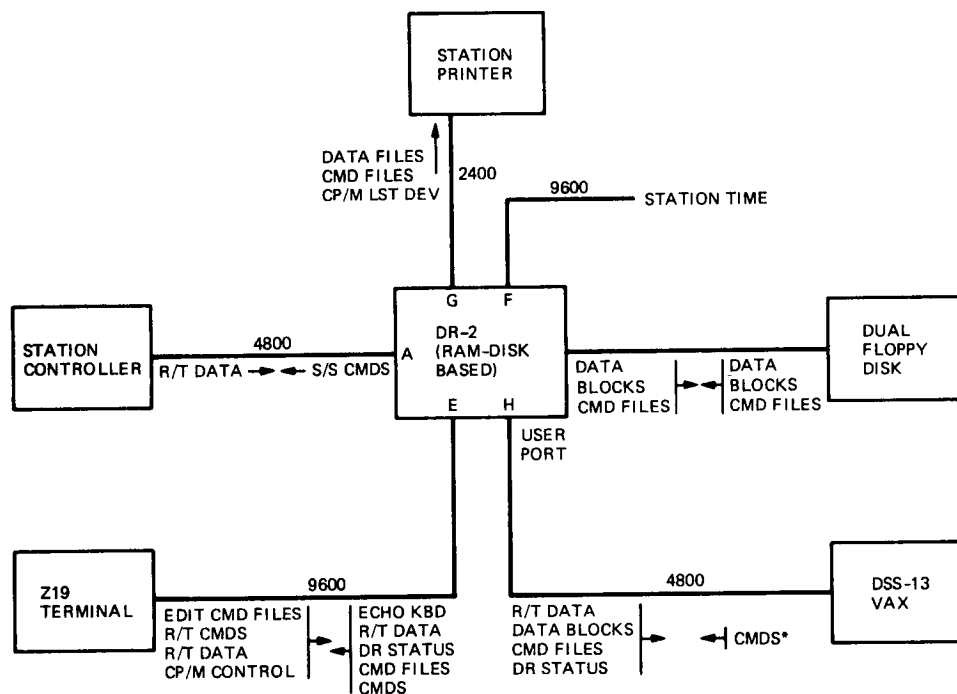 STATION
PRINTER
DATA FILES
CMD FILES
CP/M LST DEV
2400
9600
STATION TIME
G F
STATION
CONTROLLER
4800
R/T DATA
S/S CMDS
A
DR-2
(RAM-DISK
BASED)
E H
USER
PORT
DATA
BLOCKS
CMD FILES
DATA
BLOCKS
CMD FILES
DUAL
FLOPPY
DISK
Z19
TERMINAL
9600
EDIT CMD FILES
R/T CMDS
R/T DATA
CP/M CONTROL
ECHO KBD
R/T DATA
DR STATUS
CMD FILES
CMDS
4800
R/T DATA
DATA BLOCKS
CMD FILES
DR STATUS
CMDS*
DSS-13
VAX